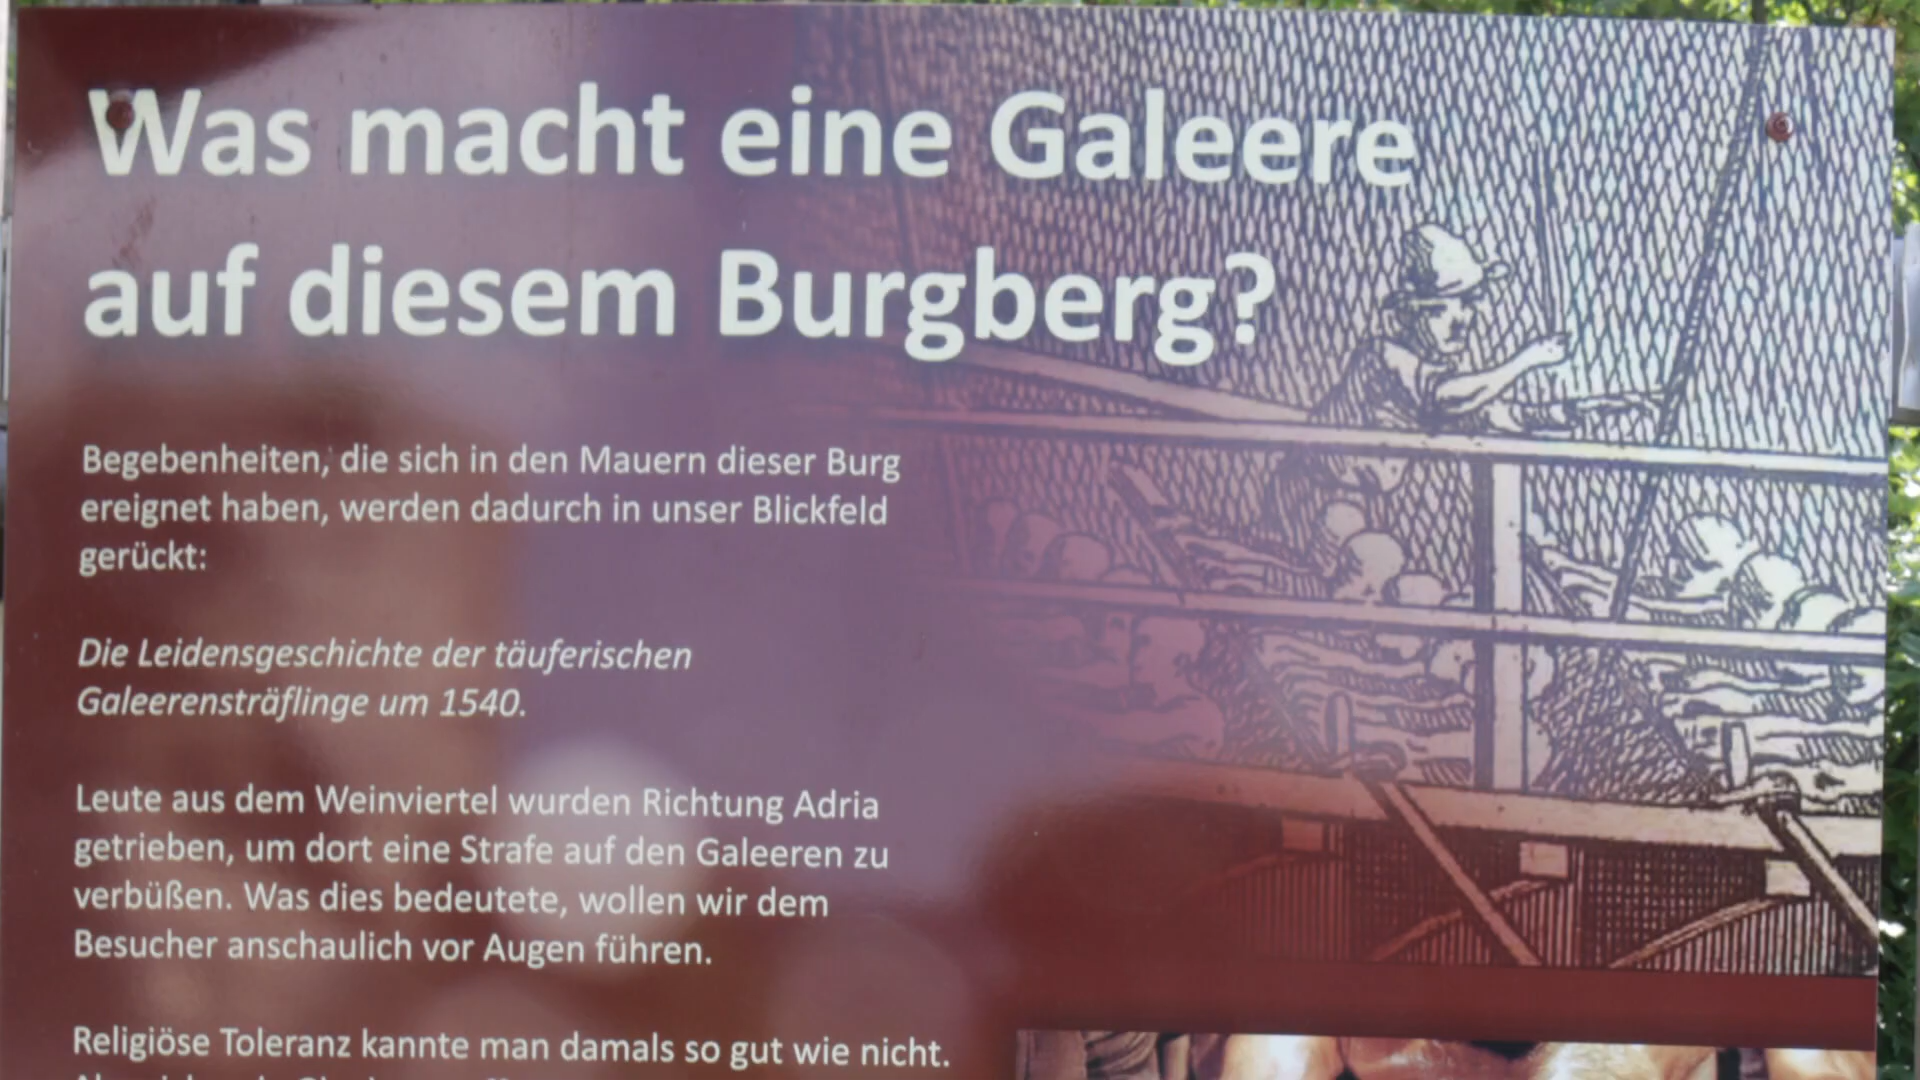 Was macht eine Galeere
auf diesem Burgberg?
Begebenheiten, die sich in den Mauern dieser Burg
ereignet haben, werden dadurch in unser Blickfeld
gerückt:
Die Leidensgeschichte der täuferischen
Galeerensträflinge um 1540.
Leute aus dem Weinviertel wurden Richtung Adria
getrieben, um dort eine Strafe auf den Galeeren zu
verbüßen. Was dies bedeutete, wollen wir dem
Besucher anschaulich vor Augen führen.
Religiöse Toleranz kannte man damals so gut wie nicht.